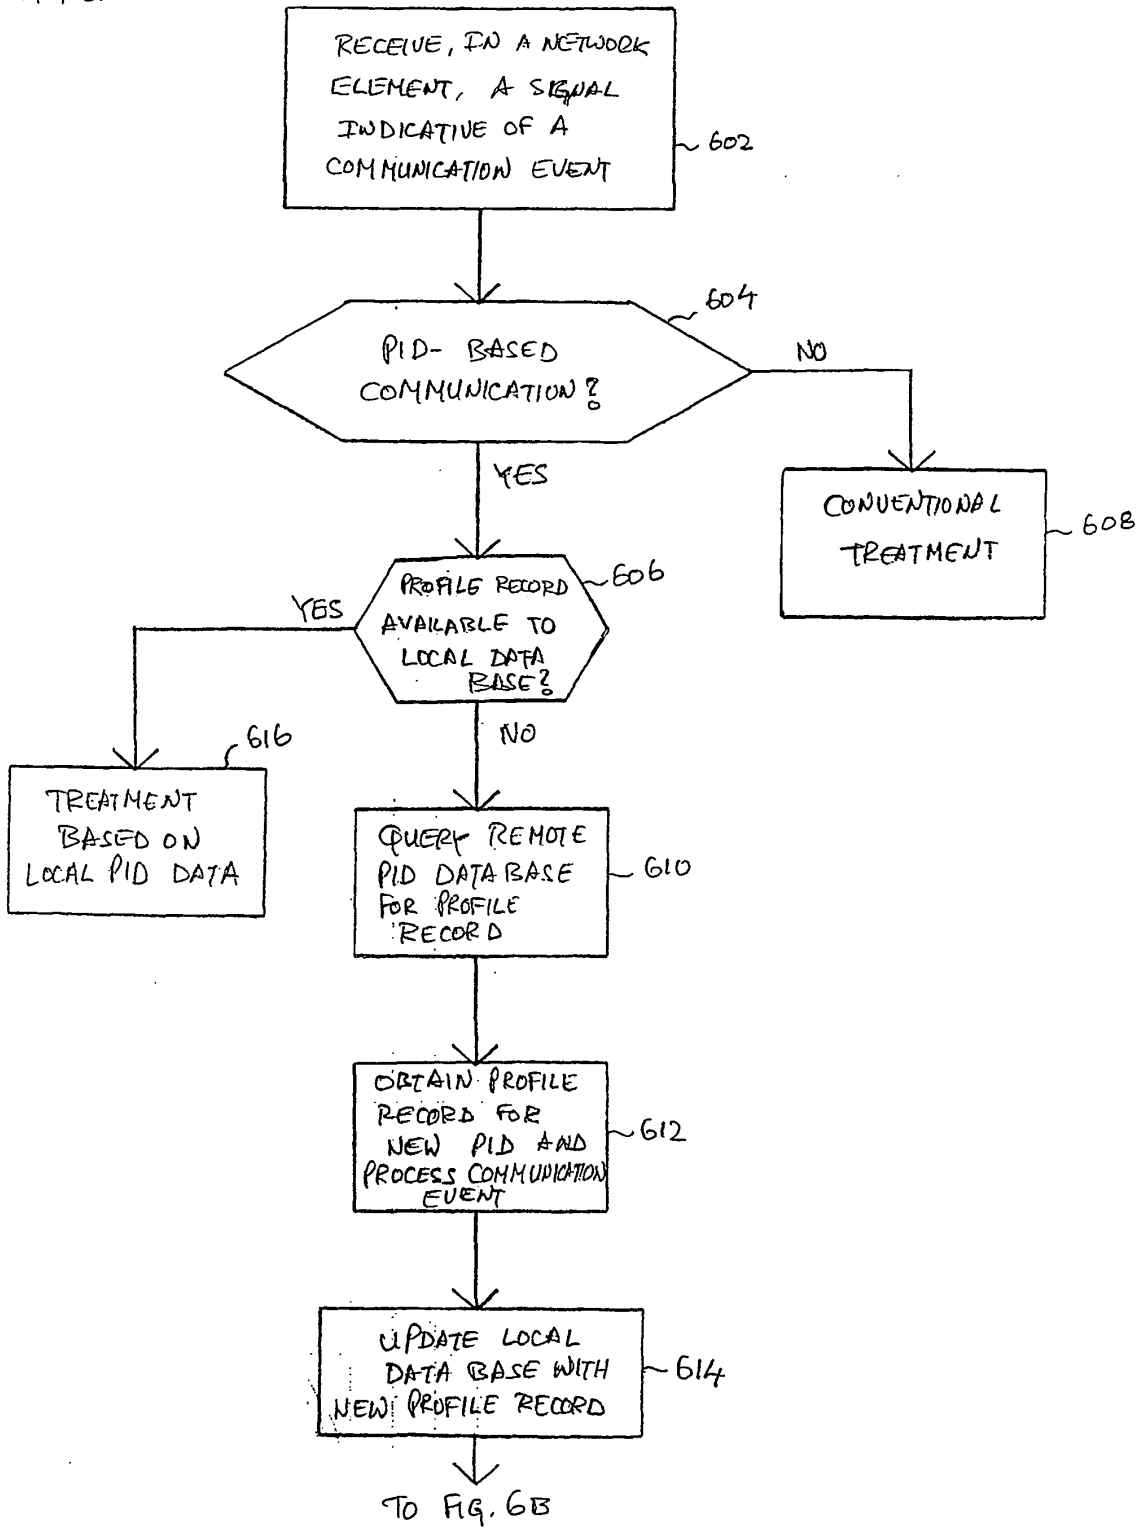 RECEIVE, IN A NETWORK
ELEMENT, A SIGNAL
INDICATIVE OF A
COMMUNICATION EVENT
602
604
PID- BASED
COMMUNICATION?
NO
YES
CONVENTIONAL
TREATMENT
608
606
PROFILE RECORD
AVAILABLE TO
LOCAL DATA
BASE?
YES
NO
616
TREATMENT
BASED ON
LOCAL PID DATA
QUERY REMOTE
PID DATA BASE
FOR PROFILE
RECORD
610
OBTAIN PROFILE
RECORD FOR
NEW PID AND
PROCESS COMMUNICATION
EVENT
612
UPDATE LOCAL
DATA BASE WITH
NEW PROFILE RECORD
614
TO FIG. 6B